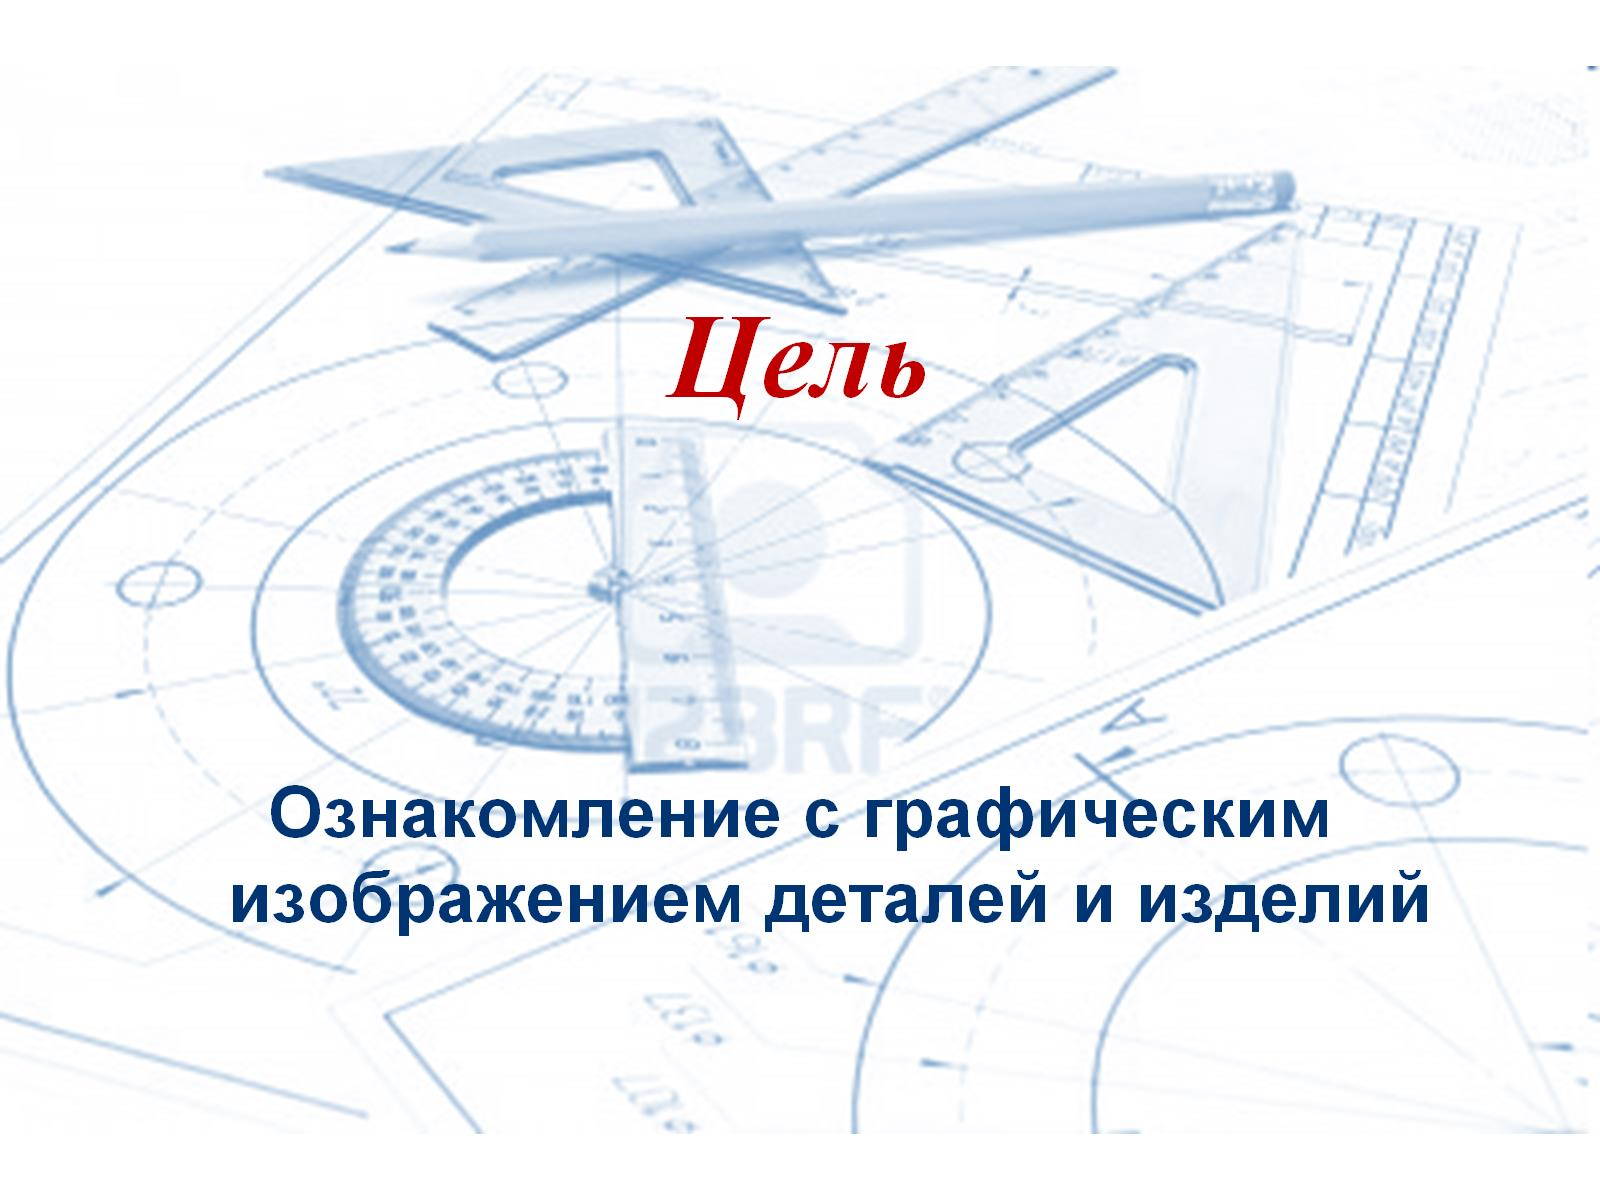 Цель
Ознакомление с графическим
изображением деталей и изделий